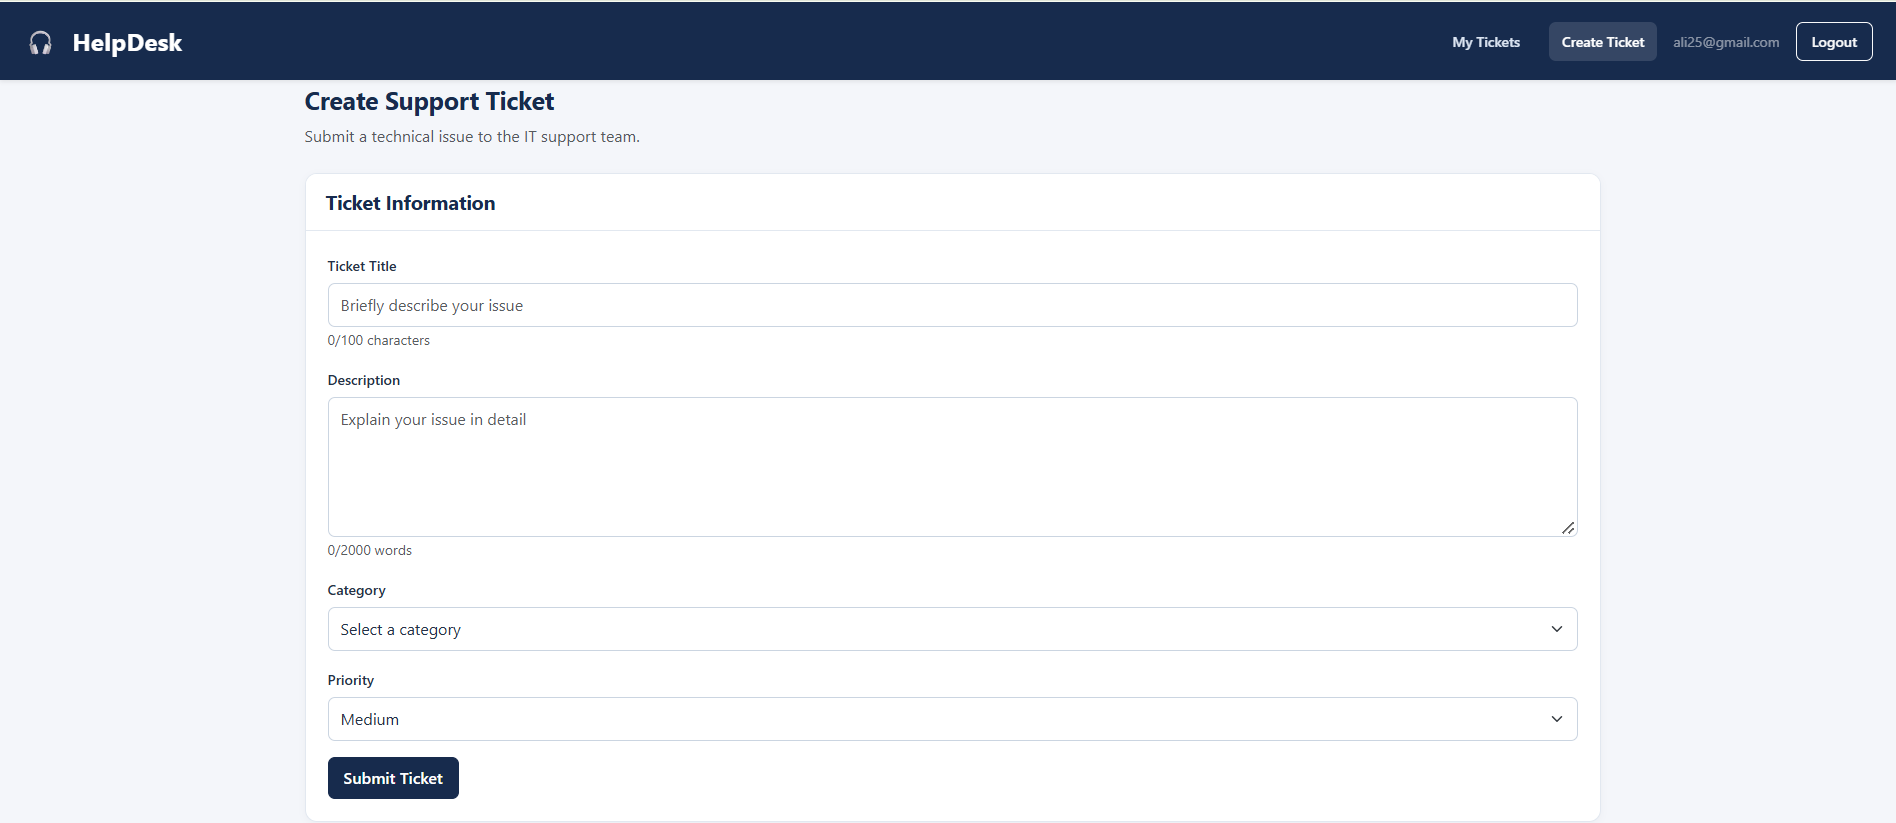 HelpDesk
My Tickets
Create Ticket
ali25@gmail.com
Logout
Create Support Ticket
Submit a technical issue to the IT support team.
Ticket Information
Ticket Title
Briefly describe your issue
0/100 characters
Description
Explain your issue in detail
0/2000 words
Category
Select a category
Priority
Medium
Submit Ticket